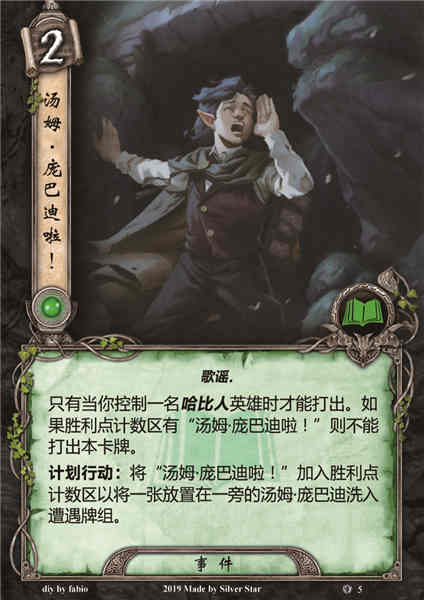 2
汤姆·庞巴迪啦！
歌谣.
只有当你控制一名哈比人英雄时才能打出。如
果胜利点计数区有“汤姆·庞巴迪啦！”则不能
打出本卡牌。
计划行动：将“汤姆·庞巴迪啦！”加入胜利点
计数区以将一张放置在一旁的汤姆·庞巴迪洗入
遭遇牌组。
事件
diy by fabio
2019 Made by Silver Star
5